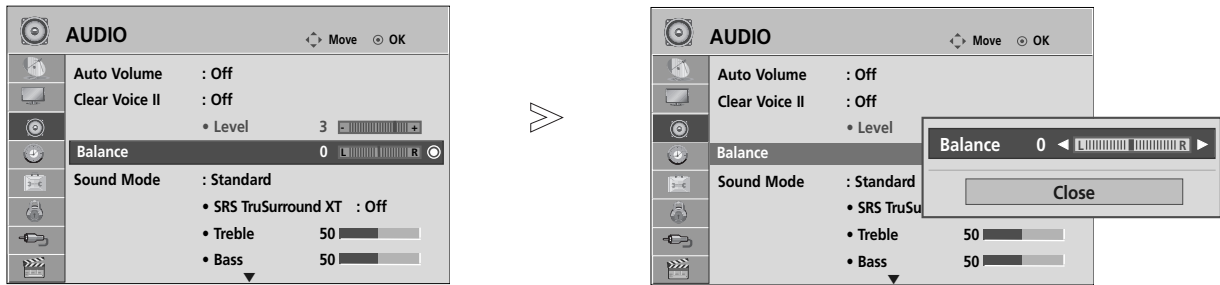 AUDIO Move OK
Auto Volume : Off
Clear Voice II : Off
• Level 3 - +
Balance 0 L R
Sound Mode : Standard
• SRS TruSurround XT : Off
• Treble 50
• Bass 50
AUDIO Move OK
Auto Volume : Off
Clear Voice II : Off
• Level
Balance
Sound Mode : Standard
• SRS TruSu
• Treble 50
• Bass 50
Balance 0 L R
Close